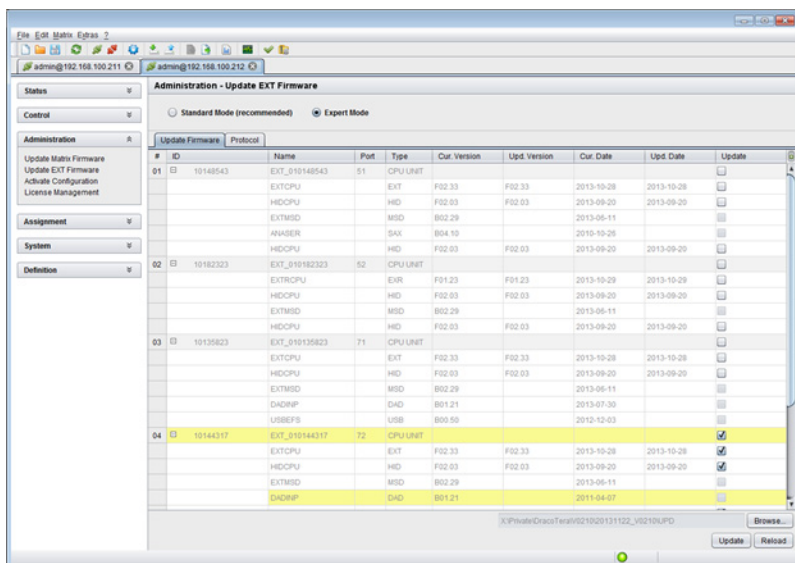 File Edit Matrix Extras ?
admin@192.168.100.211 admin@192.168.100.212
Status
Control
Administration
Update Matrix Firmware
Update EXT Firmware
Activate Configuration
License Management
Assignment
System
Definition
Administration - Update EXT Firmware
Standard Mode (recommended) Expert Mode
Update Firmware Protocol
# ID Name Port Type Cur. Version Upd. Version Cur. Date Upd. Date Update
01 10148543 EXT_010148543 51 CPU UNIT
EXTCPU EXT F02.33 F02.33 2013-10-28 2013-10-28
HIDCPU HID F02.03 F02.03 2013-09-20 2013-09-20
EXTMSD MSD B02.29 2013-06-11
ANASER SAX B04.10 2010-10-26
HIDCPU HID F02.03 F02.03 2013-09-20 2013-09-20
02 10182323 EXT_010182323 52 CPU UNIT
EXTRCPU EXR F01.23 F01.23 2013-10-29 2013-10-29
HIDCPU HID F02.03 F02.03 2013-09-20 2013-09-20
EXTMSD MSD B02.29 2013-06-11
HIDCPU HID F02.03 F02.03 2013-09-20 2013-09-20
03 10135823 EXT_010135823 71 CPU UNIT
EXTCPU EXT F02.33 F02.33 2013-10-28 2013-10-28
HIDCPU HID F02.03 F02.03 2013-09-20 2013-09-20
EXTMSD MSD B02.29 2013-06-11
DADINP DAD B01.21 2013-07-30
USBEFS USB B00.50 2012-12-03
04 10144317 EXT_010144317 72 CPU UNIT
EXTCPU EXT F02.33 F02.33 2013-10-28 2013-10-28
HIDCPU HID F02.03 F02.03 2013-09-20 2013-09-20
EXTMSD MSD B02.29 2013-06-11
DADINP DAD B01.21 2011-04-07
X:\Private\DracoTera\V0210\20131122_V0210\UPD Browse...
Update Reload